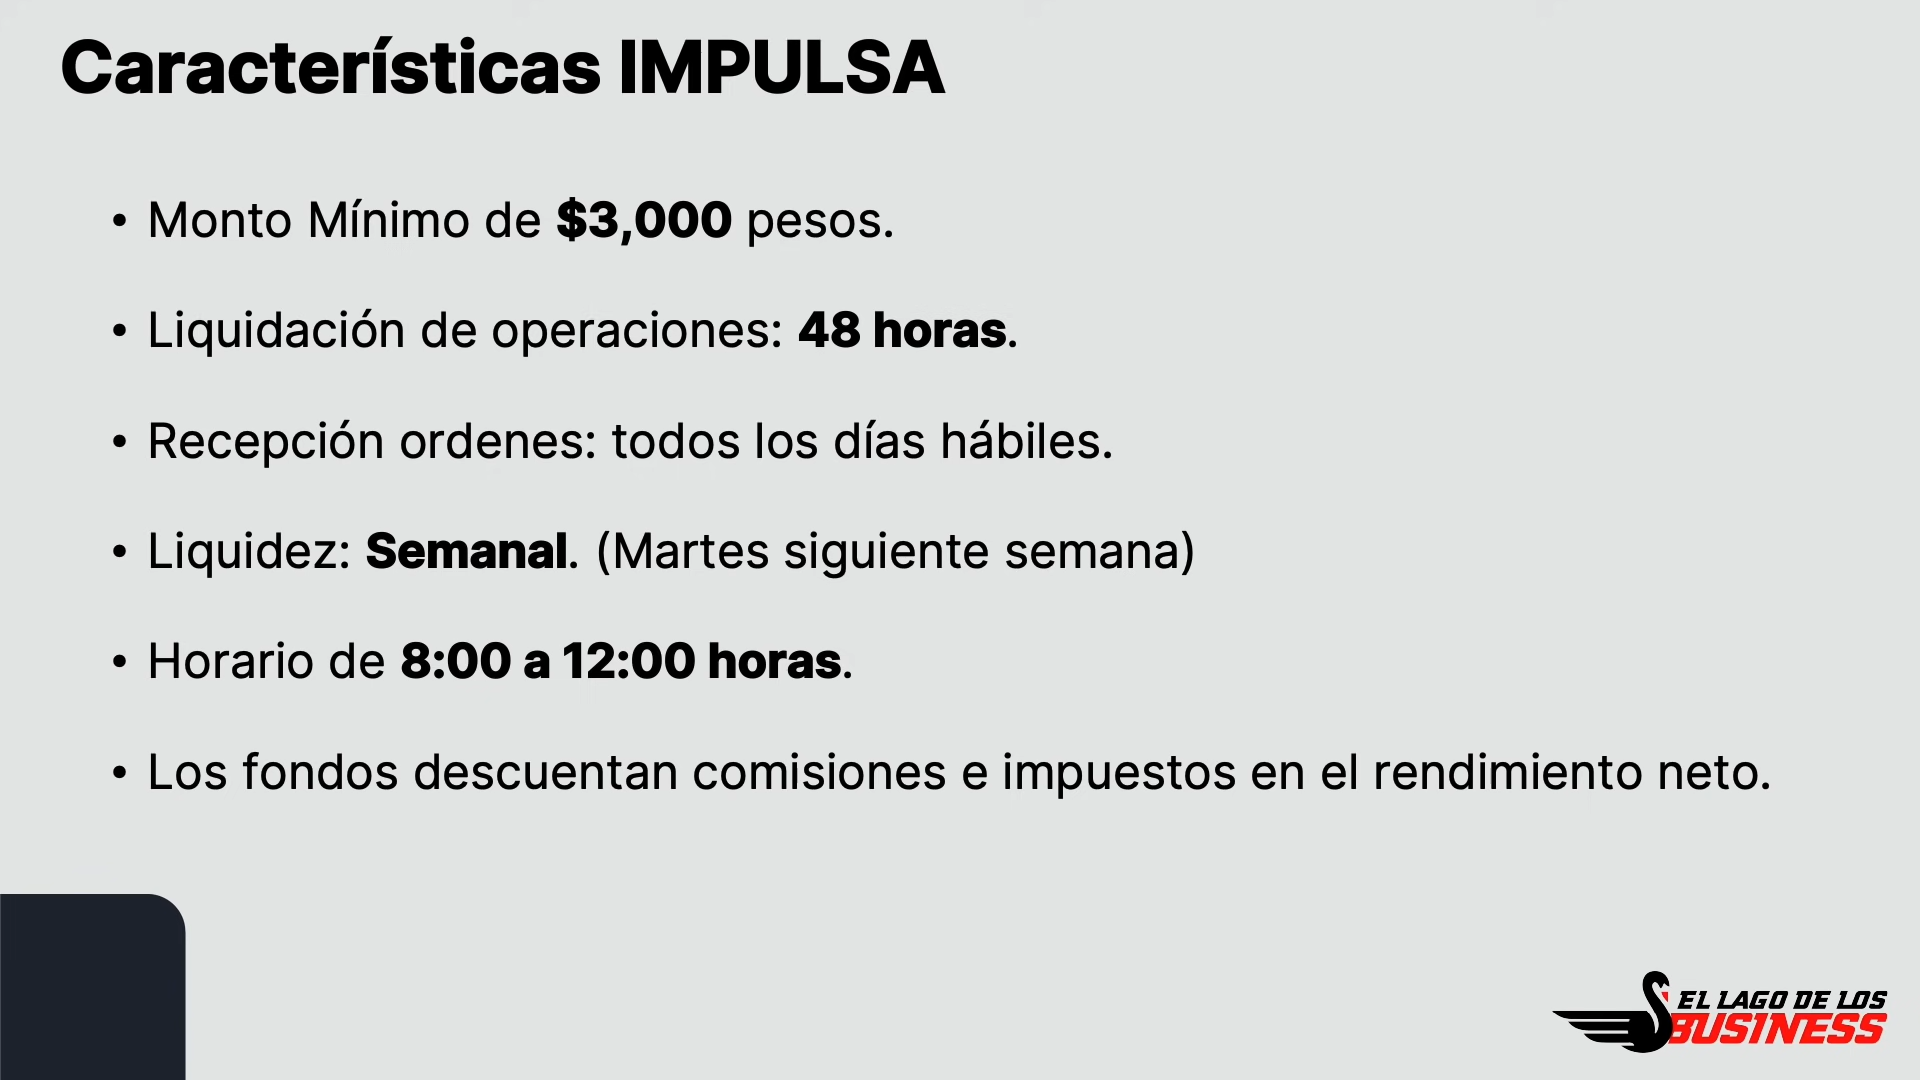 Características IMPULSA
• Monto Mínimo de $3,000 pesos.
• Liquidación de operaciones: 48 horas.
• Recepción ordenes: todos los días hábiles.
• Liquidez: Semanal. (Martes siguiente semana)
• Horario de 8:00 a 12:00 horas.
• Los fondos descuentan comisiones e impuestos en el rendimiento neto.
EL LAGO DE LOS
BUSINESS